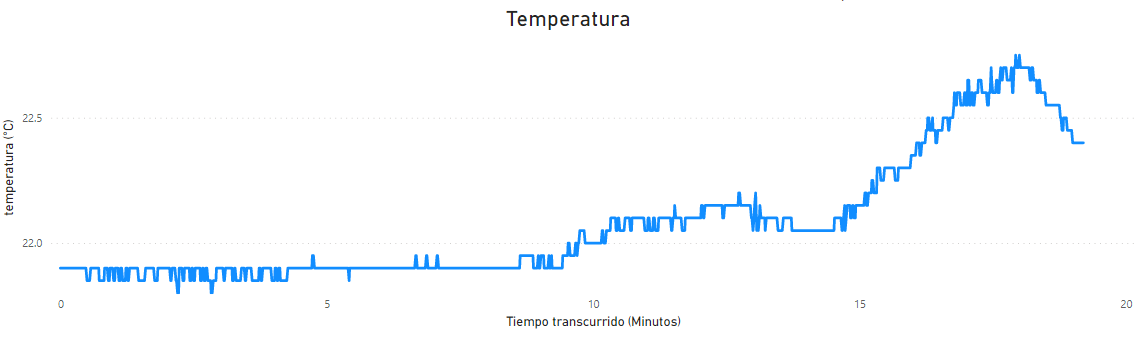 Temperatura
temperatura (°C)
22.5
22.0
0 5 10 15 20
Tiempo transcurrido (Minutos)